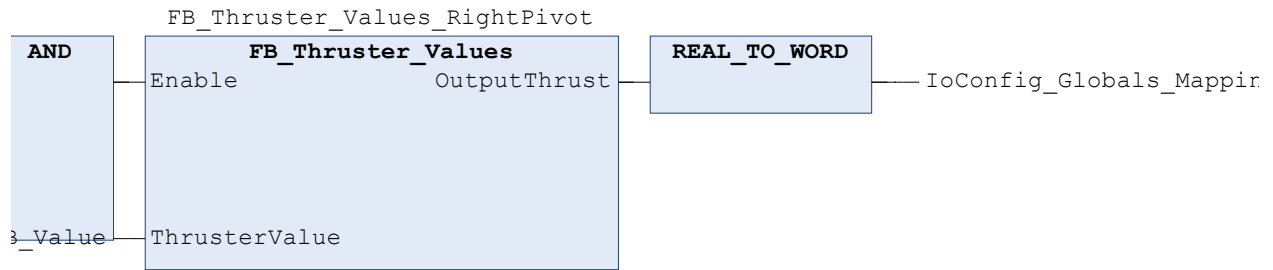 FB_Thruster_Values_RightPivot
AND FB_Thruster_Values REAL_TO_WORD
Enable OutputThrust IoConfig_Globals_Mappin
_Value ThrusterValue